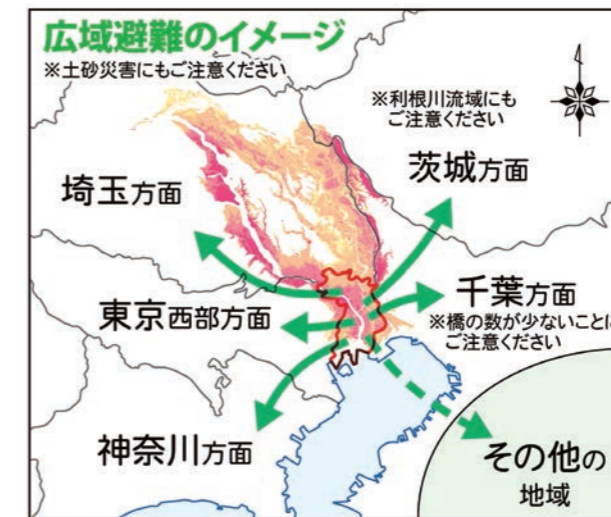 広域避難のイメージ
※土砂災害にもご注意ください
※利根川流域にも
ご注意ください
茨城方面
埼玉方面
千葉方面
※橋の数が少ないことに
ご注意ください
東京西部方面
神奈川方面
その他の
地域